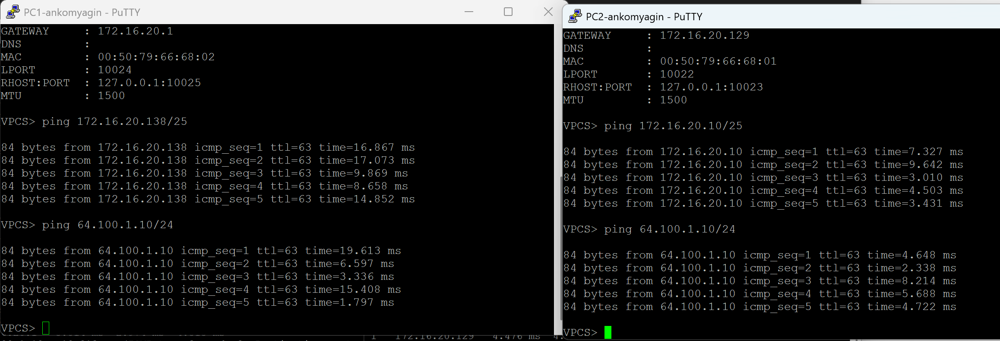 PC1-ankomyagin - PuTTY
GATEWAY     : 172.16.20.1
DNS         :
MAC         : 00:50:79:66:68:02
LPORT       : 10024
RHOST:PORT  : 127.0.0.1:10025
MTU         : 1500
VPCS> ping 172.16.20.138/25
84 bytes from 172.16.20.138 icmp_seq=1 ttl=63 time=16.867 ms
84 bytes from 172.16.20.138 icmp_seq=2 ttl=63 time=17.073 ms
84 bytes from 172.16.20.138 icmp_seq=3 ttl=63 time=9.869 ms
84 bytes from 172.16.20.138 icmp_seq=4 ttl=63 time=8.658 ms
84 bytes from 172.16.20.138 icmp_seq=5 ttl=63 time=14.852 ms
VPCS> ping 64.100.1.10/24
84 bytes from 64.100.1.10 icmp_seq=1 ttl=63 time=19.613 ms
84 bytes from 64.100.1.10 icmp_seq=2 ttl=63 time=6.597 ms
84 bytes from 64.100.1.10 icmp_seq=3 ttl=63 time=3.336 ms
84 bytes from 64.100.1.10 icmp_seq=4 ttl=63 time=15.408 ms
84 bytes from 64.100.1.10 icmp_seq=5 ttl=63 time=1.797 ms
VPCS>
1   172.16.20.129   4.476 ms
PC2-ankomyagin - PuTTY
GATEWAY     : 172.16.20.129
DNS         :
MAC         : 00:50:79:66:68:01
LPORT       : 10022
RHOST:PORT  : 127.0.0.1:10023
MTU         : 1500
VPCS> ping 172.16.20.10/25
84 bytes from 172.16.20.10 icmp_seq=1 ttl=63 time=7.327 ms
84 bytes from 172.16.20.10 icmp_seq=2 ttl=63 time=9.642 ms
84 bytes from 172.16.20.10 icmp_seq=3 ttl=63 time=3.010 ms
84 bytes from 172.16.20.10 icmp_seq=4 ttl=63 time=4.503 ms
84 bytes from 172.16.20.10 icmp_seq=5 ttl=63 time=3.431 ms
VPCS> ping 64.100.1.10/24
84 bytes from 64.100.1.10 icmp_seq=1 ttl=63 time=4.648 ms
84 bytes from 64.100.1.10 icmp_seq=2 ttl=63 time=2.338 ms
84 bytes from 64.100.1.10 icmp_seq=3 ttl=63 time=8.214 ms
84 bytes from 64.100.1.10 icmp_seq=4 ttl=63 time=5.688 ms
84 bytes from 64.100.1.10 icmp_seq=5 ttl=63 time=4.722 ms
VPCS>